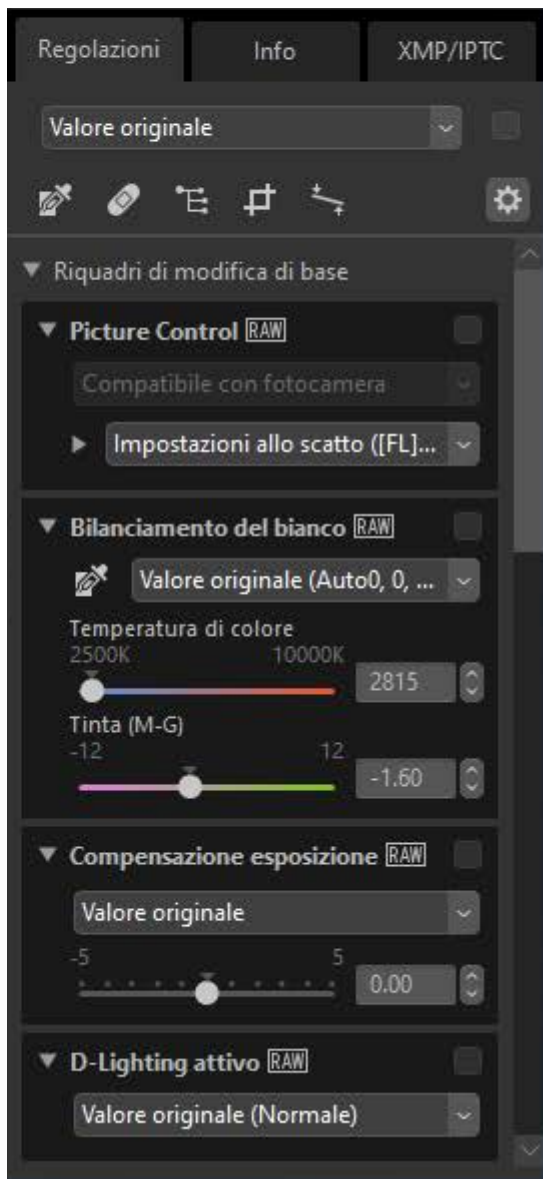 Regolazioni Info XMP/IPTC
Valore originale
Riquadri di modifica di base
Picture Control RAW
Compatibile con fotocamera
Impostazioni allo scatto ([FL]...
Bilanciamento del bianco RAW
Valore originale (Auto0, 0, ...
Temperatura di colore
2500K 10000K
2815
Tinta (M-G)
-12 12
-1.60
Compensazione esposizione RAW
Valore originale
-5 5
0.00
D-Lighting attivo RAW
Valore originale (Normale)